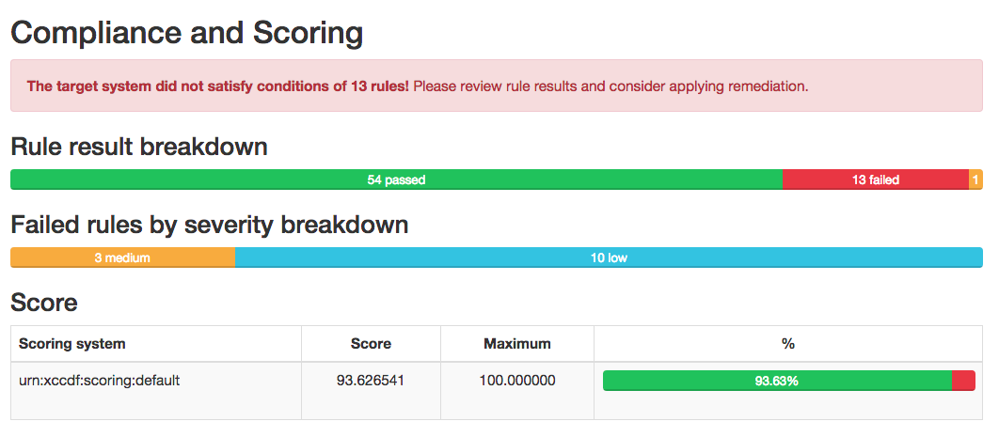 Compliance and Scoring
The target system did not satisfy conditions of 13 rules! Please review rule results and consider applying remediation.
Rule result breakdown
54 passed 13 failed 1
Failed rules by severity breakdown
3 medium 10 low
Score
Scoring system Score Maximum %
urn:xccdf:scoring:default 93.626541 100.000000 93.63%